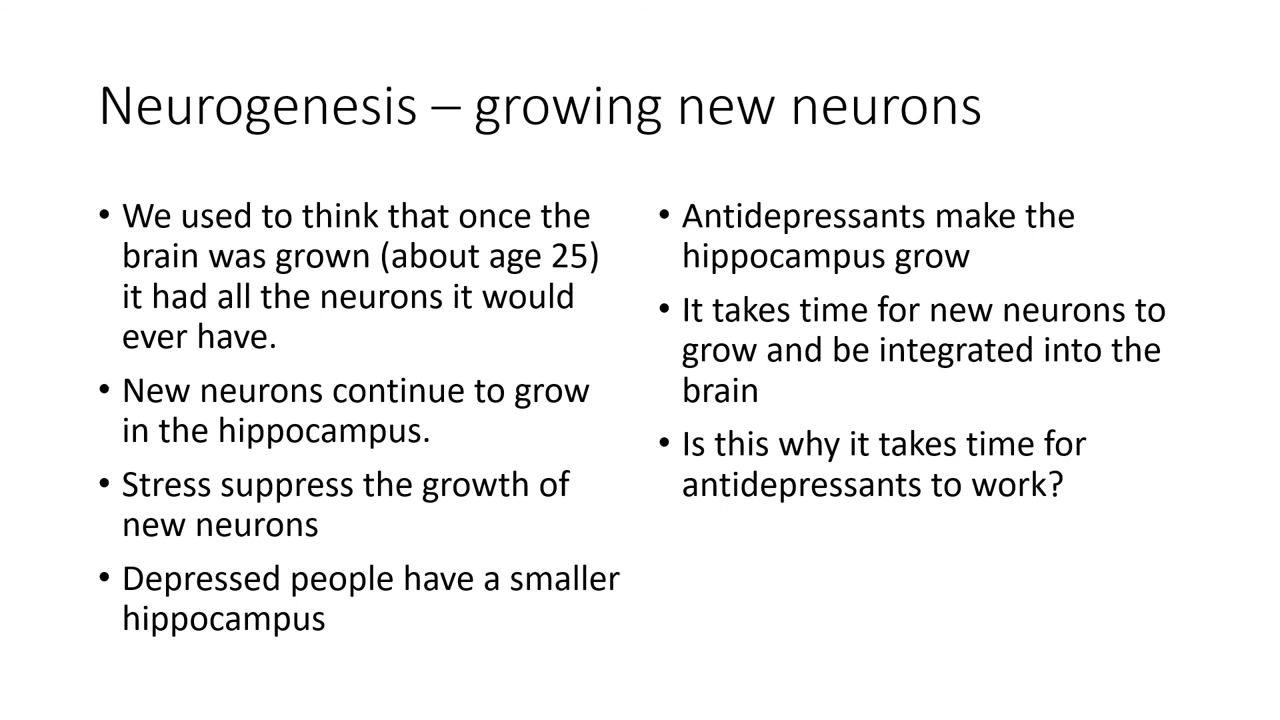 Neurogenesis – growing new neurons
• We used to think that once the
brain was grown (about age 25)
it had all the neurons it would
ever have.
• New neurons continue to grow
in the hippocampus.
• Stress suppress the growth of
new neurons
• Depressed people have a smaller
hippocampus
• Antidepressants make the
hippocampus grow
• It takes time for new neurons to
grow and be integrated into the
brain
• Is this why it takes time for
antidepressants to work?